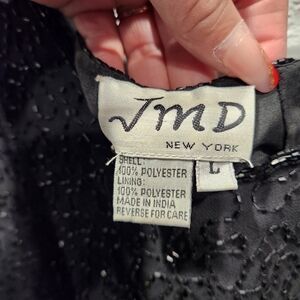 JMD
NEW YORK
L
SHELL:
100% POLYESTER
LINING:
100% POLYESTER
MADE IN INDIA
REVERSE FOR CARE